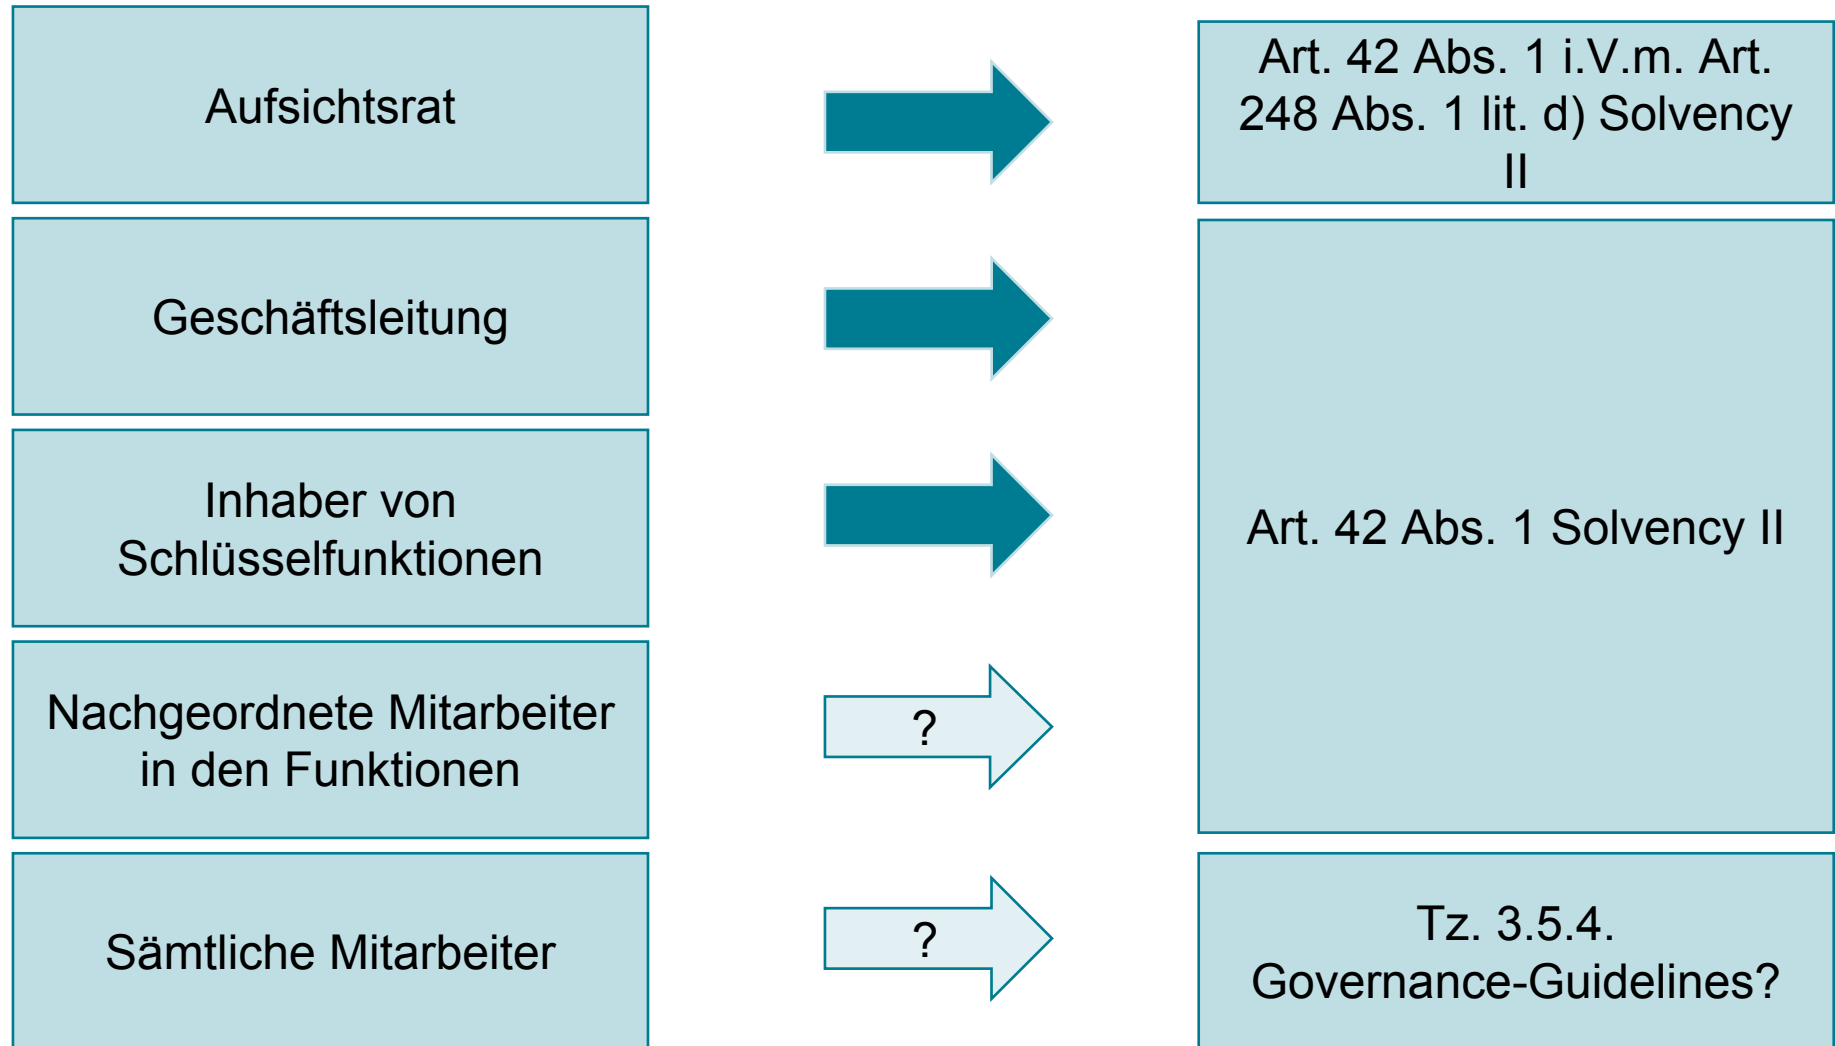 Aufsichtsrat
Art. 42 Abs. 1 i.V.m. Art.
248 Abs. 1 lit. d) Solvency
II
Geschäftsleitung
Inhaber von
Schlüsselfunktionen
Art. 42 Abs. 1 Solvency II
Nachgeordnete Mitarbeiter
in den Funktionen
?
Sämtliche Mitarbeiter
?
Tz. 3.5.4.
Governance-Guidelines?